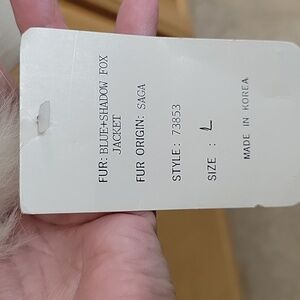 FUR: BLUE+SHADOW FOX
JACKET
FUR ORIGIN: SAGA
STYLE: 73853
SIZE : L
MADE IN KOREA